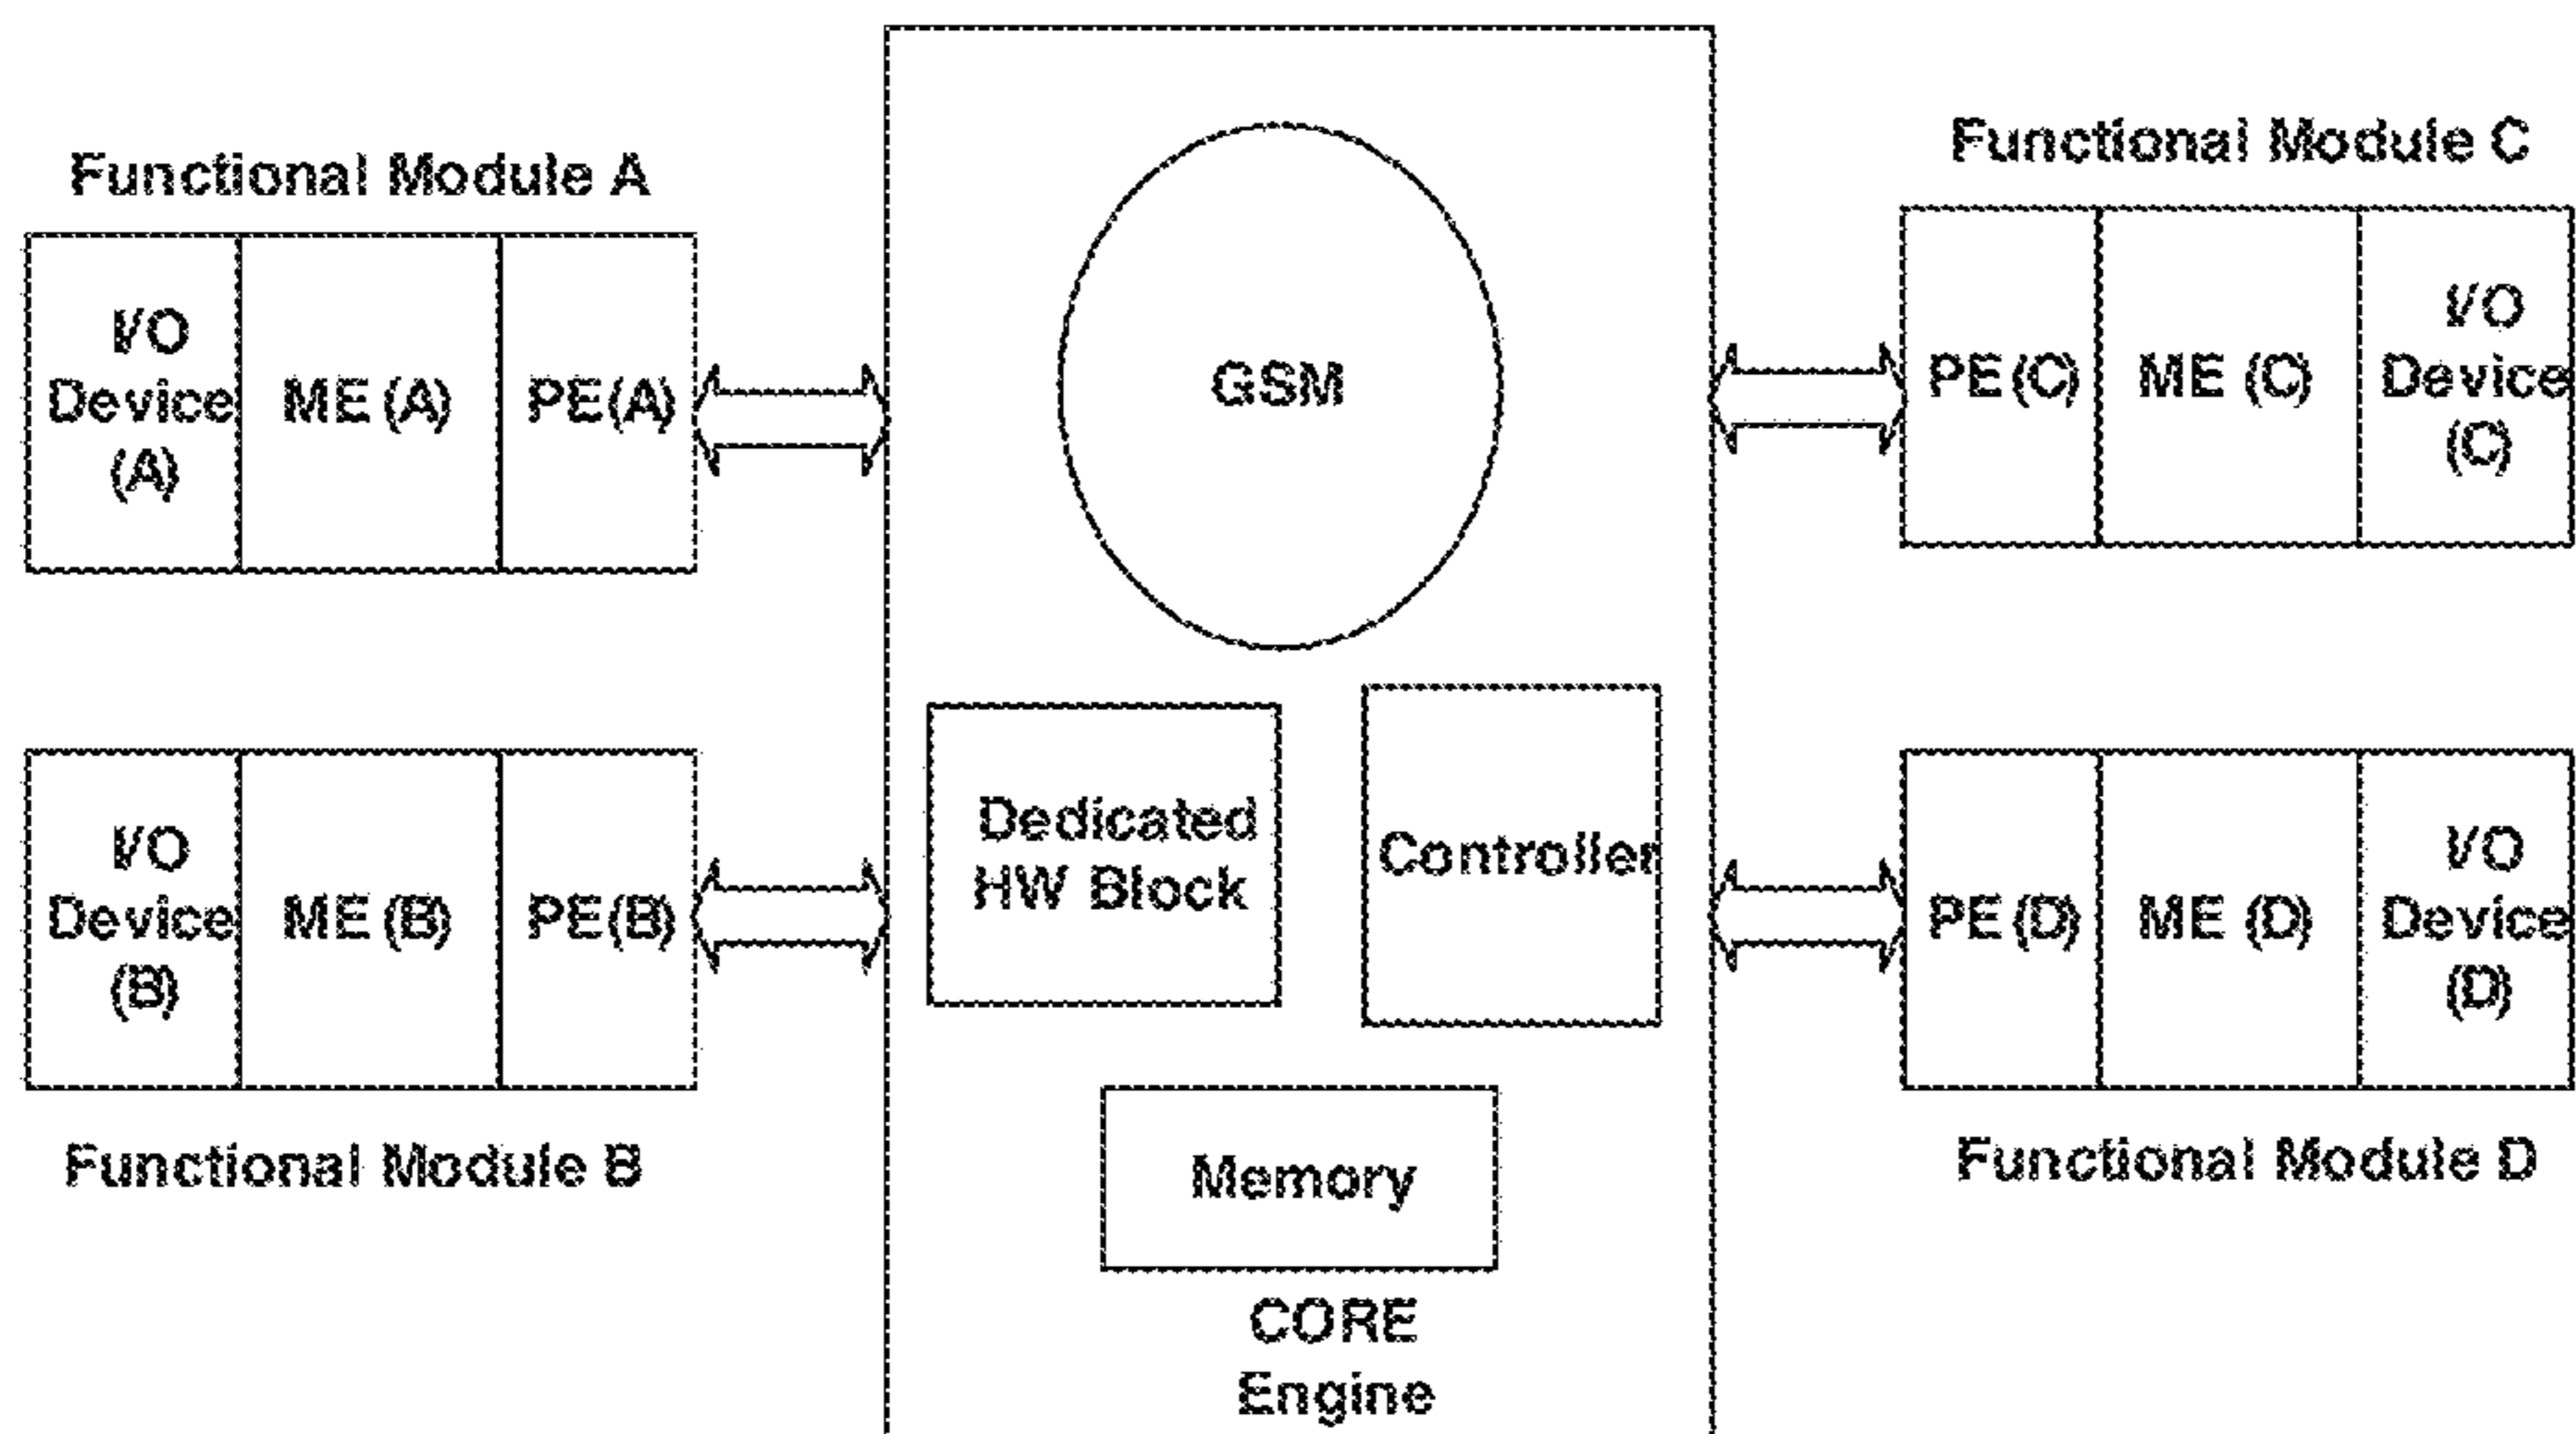 Functional Module A
I/O
Device
(A)
ME (A)
PE(A)
Functional Module B
I/O
Device
(B)
ME (B)
PE(B)
GSM
Dedicated
HW Block
Controller
Memory
CORE
Engine
Functional Module C
PE(C)
ME (C)
I/O
Device
(C)
Functional Module D
PE(D)
ME (D)
I/O
Device
(D)